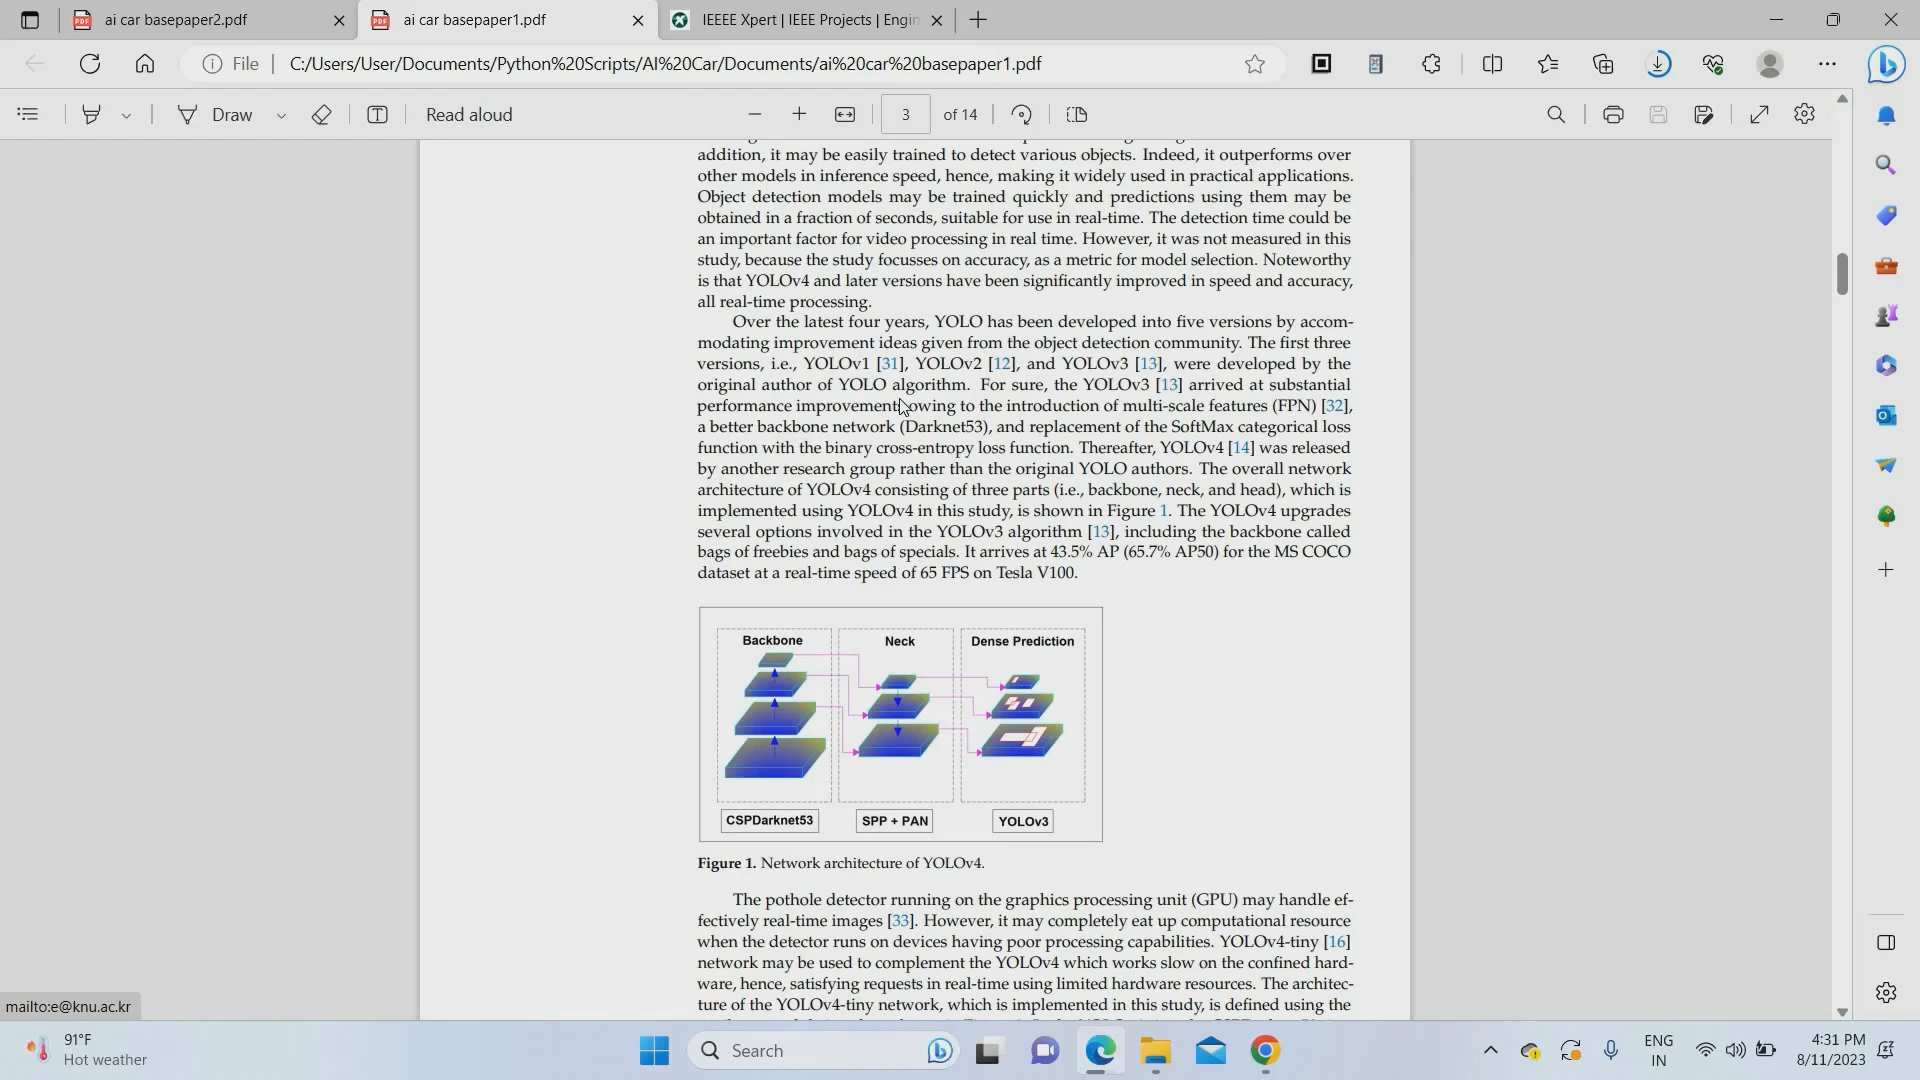 ai car basepaper2.pdf
ai car basepaper1.pdf
IEEEE Xpert | IEEE Projects | Engin
File
C:/Users/User/Documents/Python%20Scripts/AI%20Car/Documents/ai%20car%20basepaper1.pdf
Draw
Read aloud
3
of 14
addition, it may be easily trained to detect various objects. Indeed, it outperforms over
other models in inference speed, hence, making it widely used in practical applications.
Object detection models may be trained quickly and predictions using them may be
obtained in a fraction of seconds, suitable for use in real-time. The detection time could be
an important factor for video processing in real time. However, it was not measured in this
study, because the study focusses on accuracy, as a metric for model selection. Noteworthy
is that YOLOv4 and later versions have been significantly improved in speed and accuracy,
all real-time processing.
Over the latest four years, YOLO has been developed into five versions by accom-
modating improvement ideas given from the object detection community. The first three
versions, i.e., YOLOv1 [31], YOLOv2 [12], and YOLOv3 [13], were developed by the
original author of YOLO algorithm. For sure, the YOLOv3 [13] arrived at substantial
performance improvement owing to the introduction of multi-scale features (FPN) [32],
a better backbone network (Darknet53), and replacement of the SoftMax categorical loss
function with the binary cross-entropy loss function. Thereafter, YOLOv4 [14] was released
by another research group rather than the original YOLO authors. The overall network
architecture of YOLOv4 consisting of three parts (i.e., backbone, neck, and head), which is
implemented using YOLOv4 in this study, is shown in Figure 1. The YOLOv4 upgrades
several options involved in the YOLOv3 algorithm [13], including the backbone called
bags of freebies and bags of specials. It arrives at 43.5% AP (65.7% AP50) for the MS COCO
dataset at a real-time speed of 65 FPS on Tesla V100.
Backbone
Neck
Dense Prediction
CSPDarknet53
SPP + PAN
YOLOv3
Figure 1. Network architecture of YOLOv4.
The pothole detector running on the graphics processing unit (GPU) may handle ef-
fectively real-time images [33]. However, it may completely eat up computational resource
when the detector runs on devices having poor processing capabilities. YOLOv4-tiny [16]
network may be used to complement the YOLOv4 which works slow on the confined hard-
ware, hence, satisfying requests in real-time using limited hardware resources. The architec-
ture of the YOLOv4-tiny network, which is implemented in this study, is defined using the
mailto:e@knu.ac.kr
91°F
Hot weather
Search
ENG
IN
4:31 PM
8/11/2023